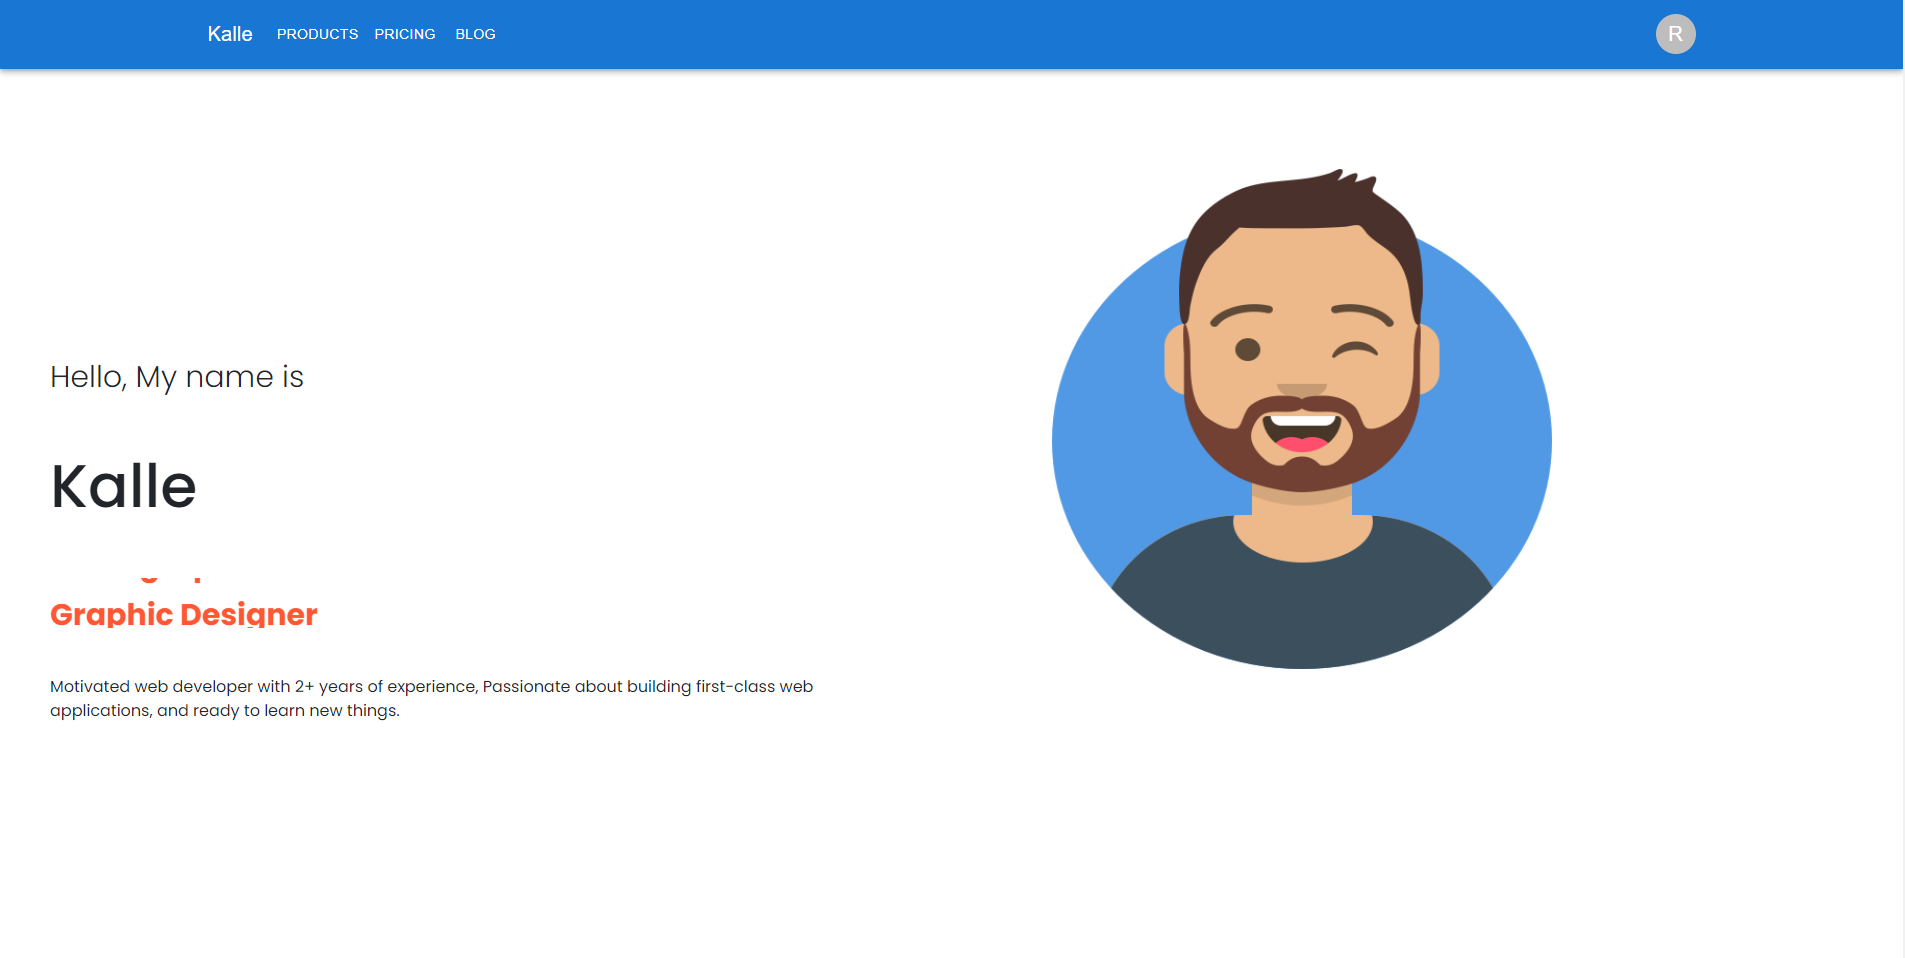 Kalle PRODUCTS PRICING BLOG R
Hello, My name is
Kalle
Graphic Designer
Motivated web developer with 2+ years of experience, Passionate about building first-class web
applications, and ready to learn new things.